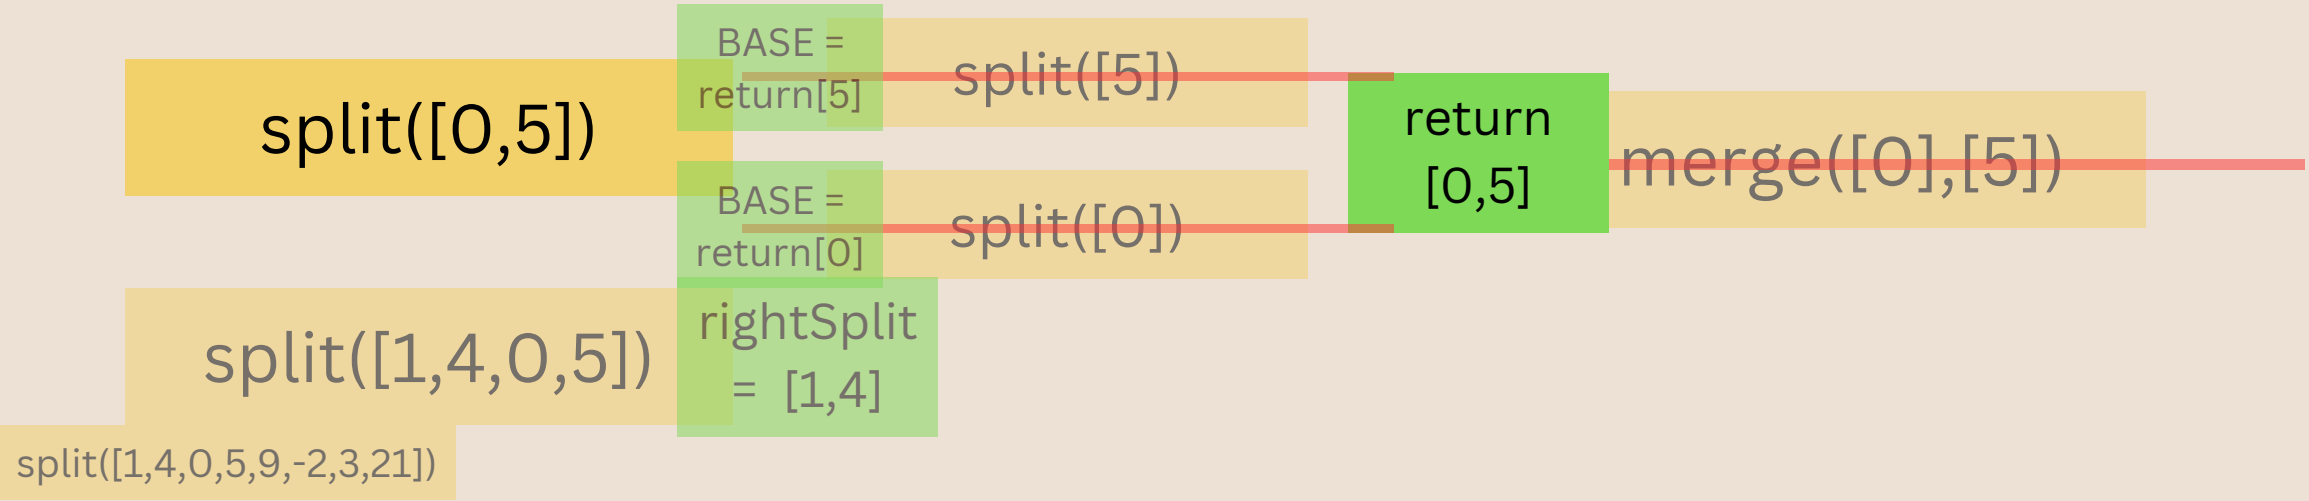 BASE =
return[5]
split([5])
split([0,5])
return
[0,5]
merge([0],[5])
BASE =
return[0]
split([0])
rightSplit
= [1,4]
split([1,4,0,5])
split([1,4,0,5,9,-2,3,21])